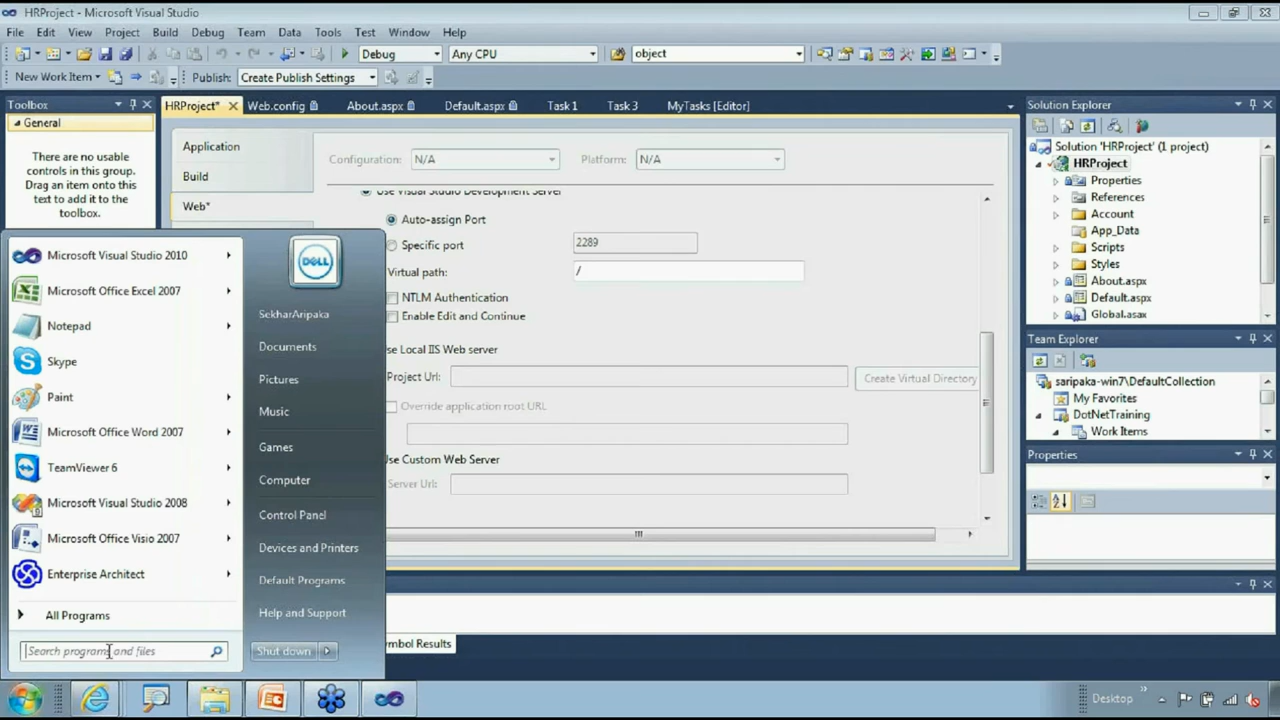 HRProject - Microsoft Visual Studio
File Edit View Project Build Debug Team Data Tools Test Window Help
Debug Any CPU object
New Work Item Publish: Create Publish Settings
Toolbox
General
There are no usable
controls in this group.
Drag an item onto this
text to add it to the
toolbox.
HRProject* Web.config About.aspx Default.aspx Task 1 Task 3 MyTasks [Editor]
Application
Build
Web*
Configuration: N/A Platform: N/A
Use Visual Studio Development Server
Auto-assign Port
Specific port 2289
Virtual path: /
NTLM Authentication
Enable Edit and Continue
se Local IIS Web server
Project Url: Create Virtual Directory
Override application root URL
se Custom Web Server
Server Url:
ymbol Results
Solution Explorer
Solution 'HRProject' (1 project)
HRProject
Properties
References
Account
App_Data
Scripts
Styles
About.aspx
Default.aspx
Global.asax
Team Explorer
saripaka-win7\DefaultCollection
My Favorites
DotNetTraining
Work Items
Properties
Microsoft Visual Studio 2010
Microsoft Office Excel 2007
Notepad
Skype
Paint
Microsoft Office Word 2007
TeamViewer 6
Microsoft Visual Studio 2008
Microsoft Office Visio 2007
Enterprise Architect
All Programs
Search programs and files
DELL
SekharAripaka
Documents
Pictures
Music
Games
Computer
Control Panel
Devices and Printers
Default Programs
Help and Support
Shut down
Desktop